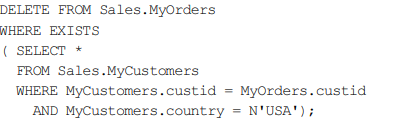 DELETE FROM Sales.MyOrders
WHERE EXISTS
( SELECT *
FROM Sales.MyCustomers
WHERE MyCustomers.custid = MyOrders.custid
AND MyCustomers.country = N'USA');